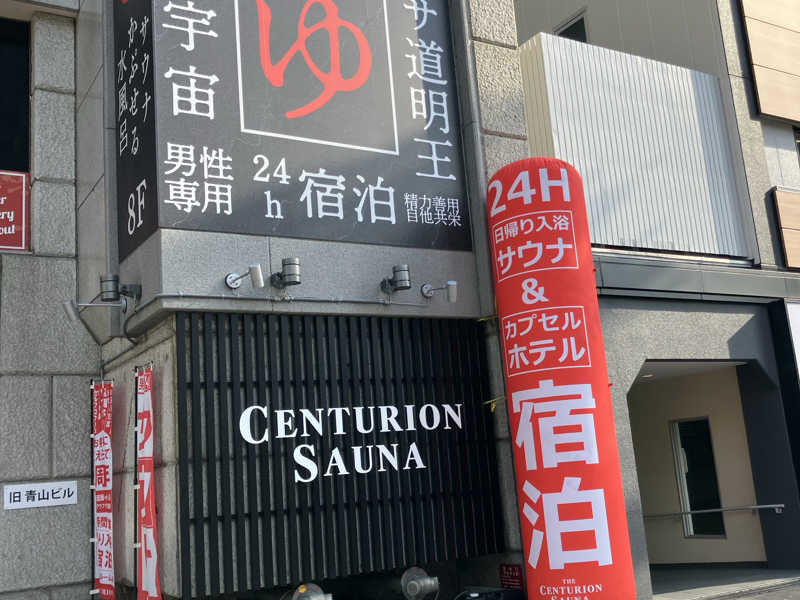 宇宙
ゆ
サ道明王
男性
専用
24
h
宿泊
精力善用
自他共栄
サウナ
かぶせる
水風呂
8F
24H
日帰り入浴
サウナ
&
カプセル
ホテル
宿泊
THE
CENTURION
SAUNA
CENTURION
SAUNA
旧 青山ビル